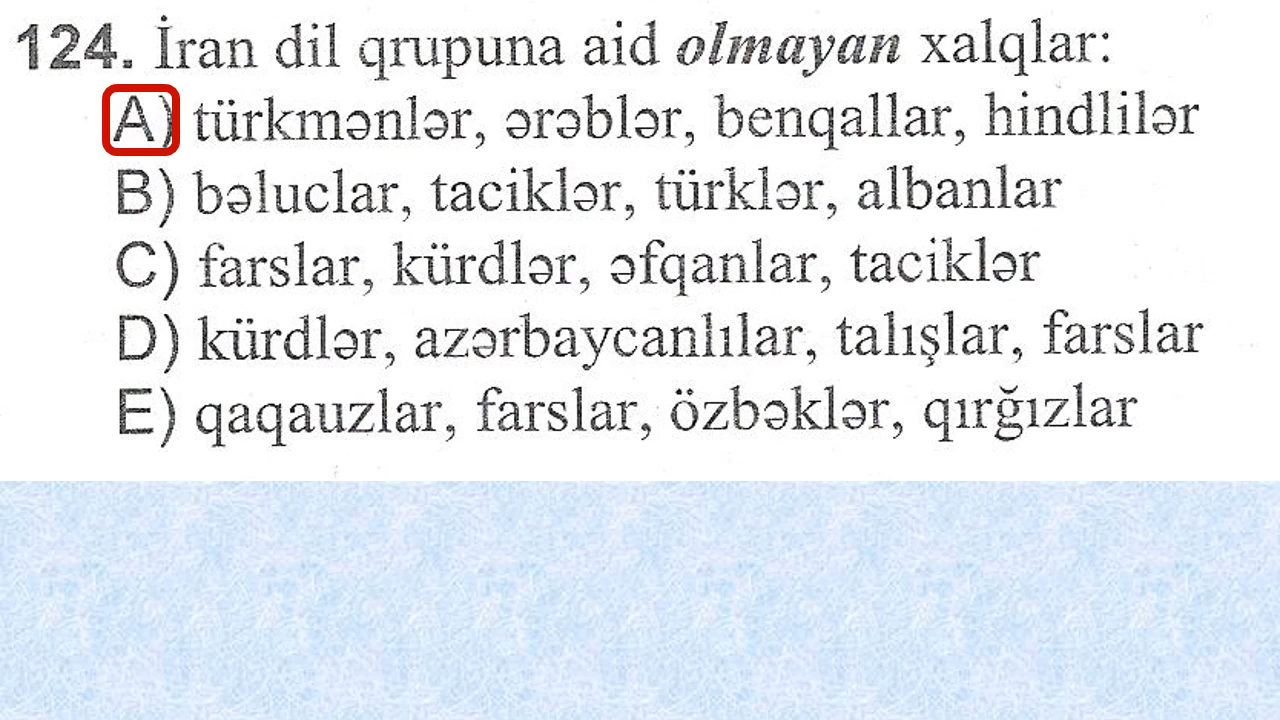 124. İran dil qrupuna aid olmayan xalqlar:
A) türkmənlər, ərəblər, benqallar, hindlilər
B) bəluclar, taciklər, türklər, albanlar
C) farslar, kürdlər, əfqanlar, taciklər
D) kürdlər, azərbaycanlılar, talışlar, farslar
E) qaqauzlar, farslar, özbəklər, qırğızlar